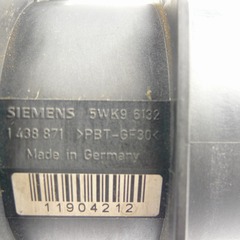 SIEMENS 5WK9 6132
1 438 871 >PBT-GF30<
Made in Germany
11904212